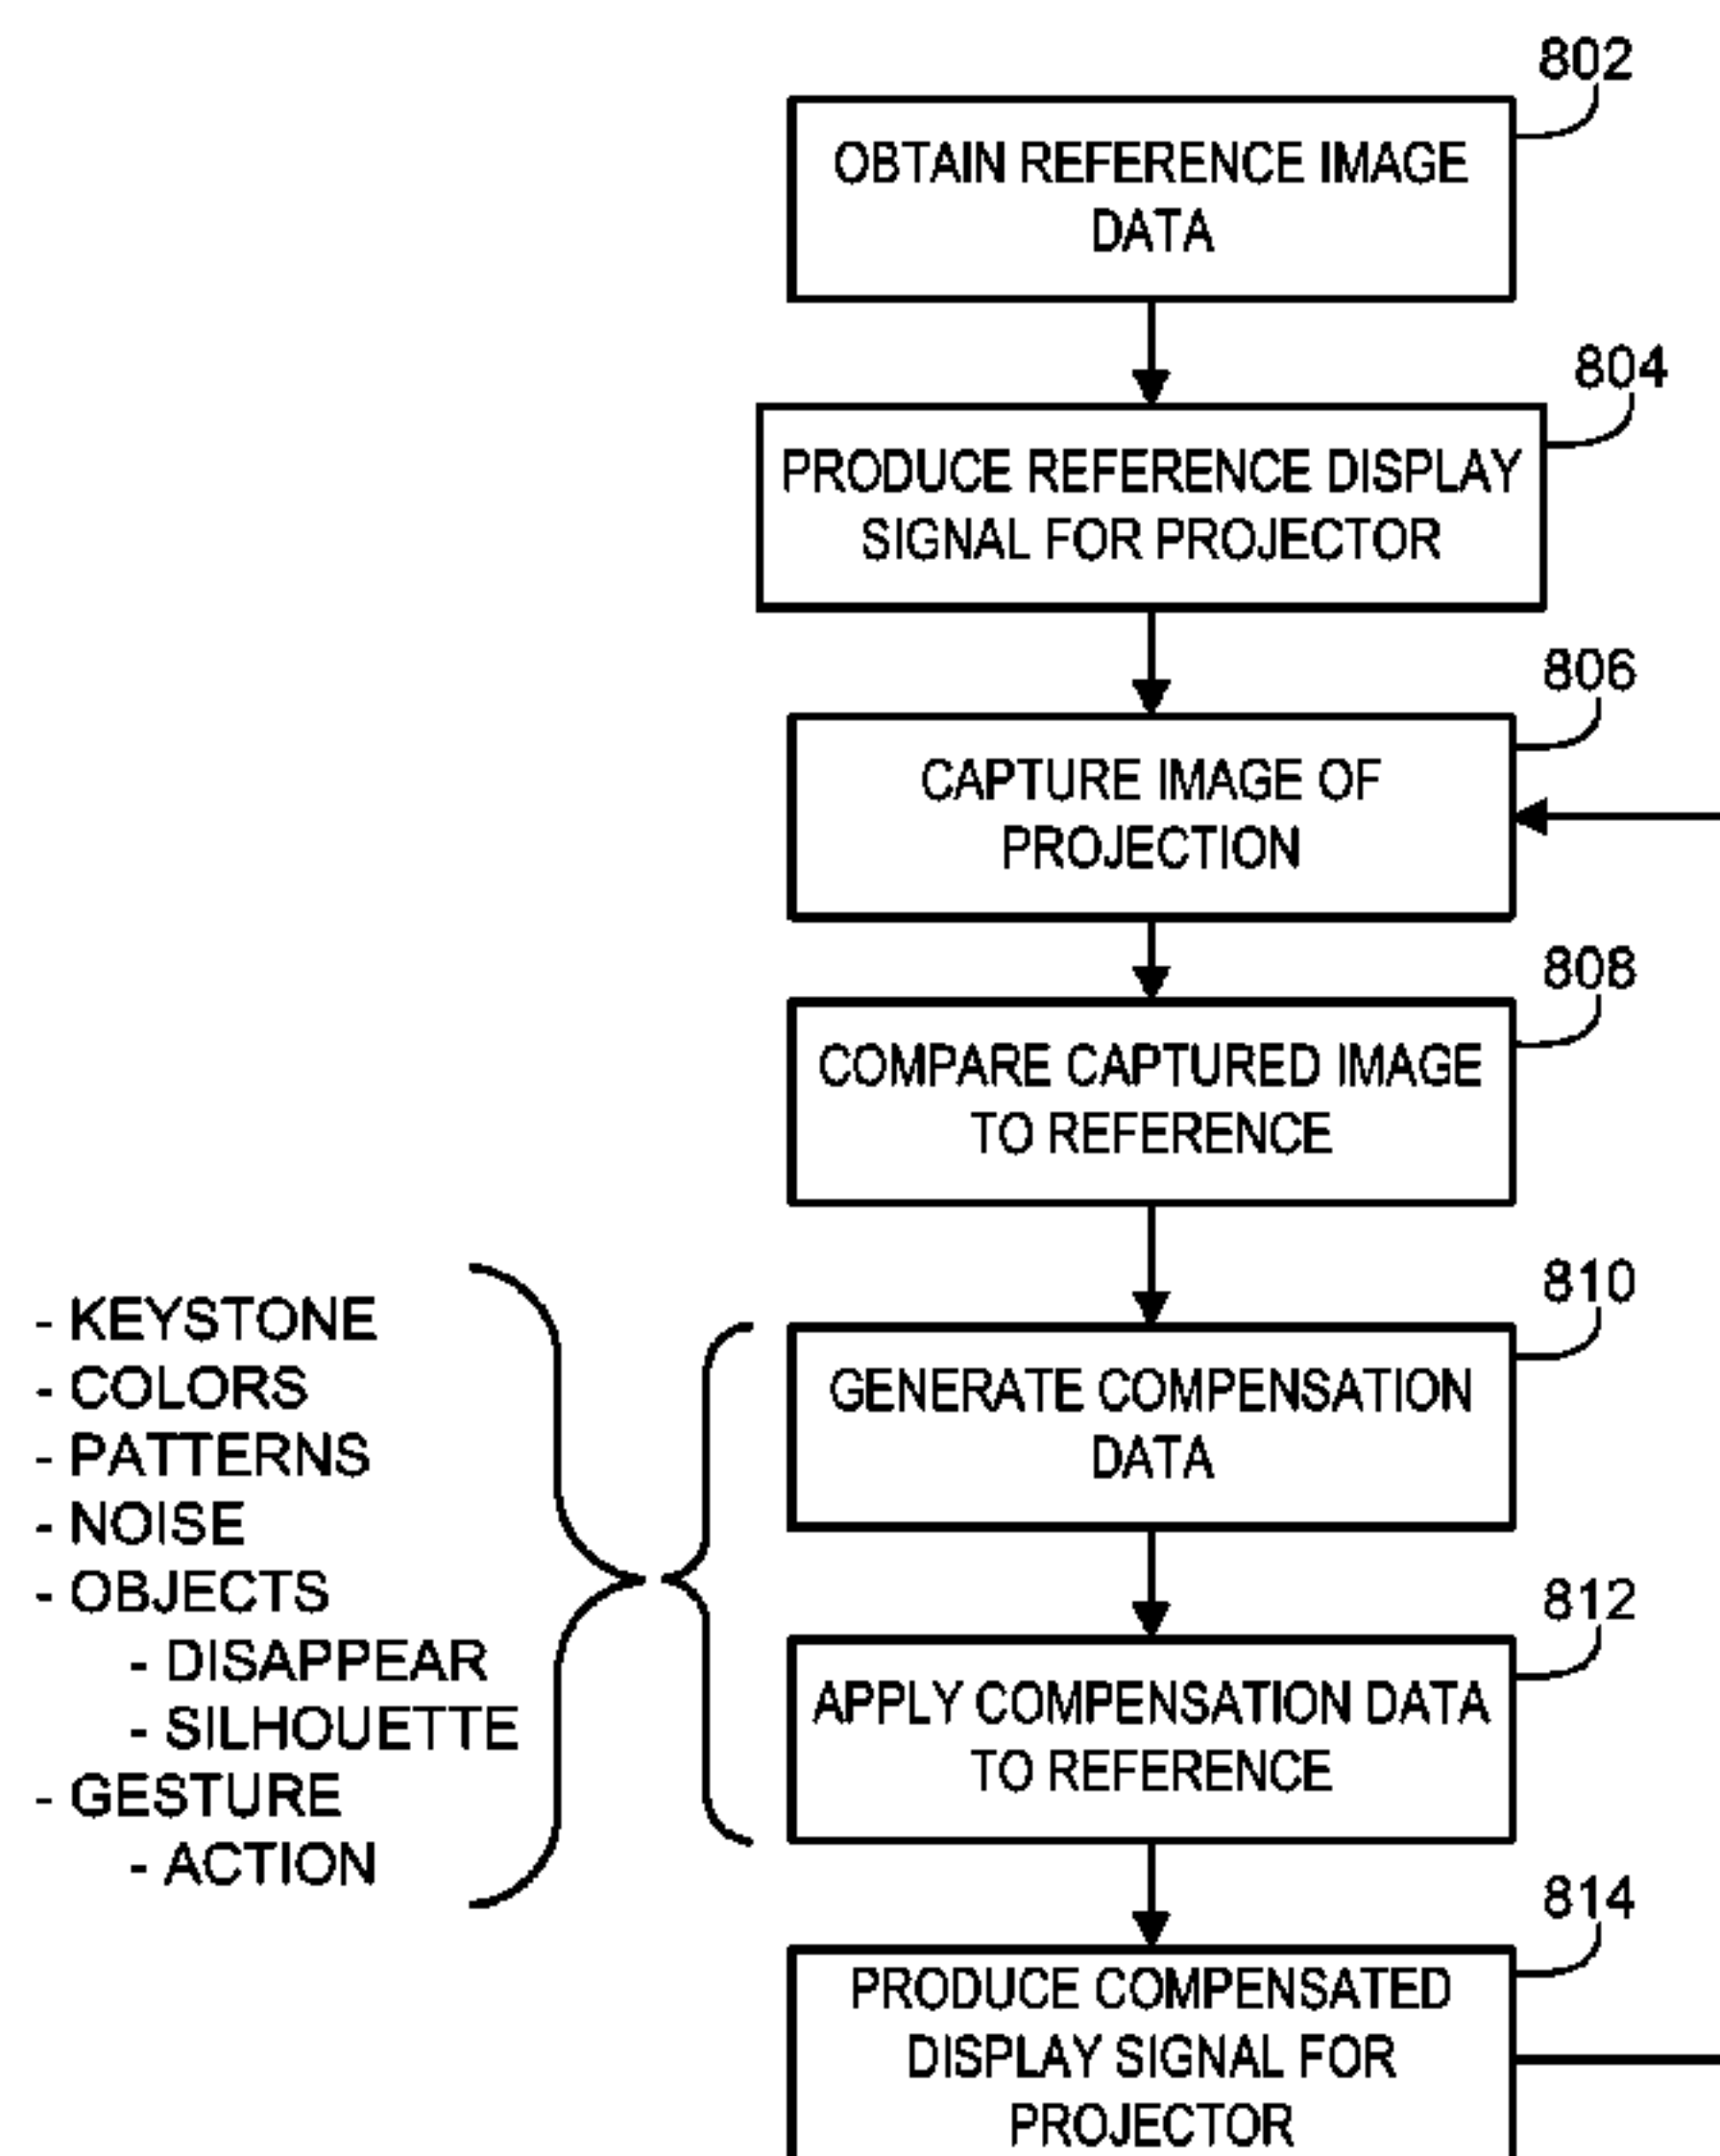 802
OBTAIN REFERENCE IMAGE
DATA
804
PRODUCE REFERENCE DISPLAY
SIGNAL FOR PROJECTOR
806
CAPTURE IMAGE OF
PROJECTION
808
COMPARE CAPTURED IMAGE
TO REFERENCE
810
GENERATE COMPENSATION
DATA
- KEYSTONE
- COLORS
- PATTERNS
- NOISE
- OBJECTS
- DISAPPEAR
- SILHOUETTE
- GESTURE
- ACTION
812
APPLY COMPENSATION DATA
TO REFERENCE
814
PRODUCE COMPENSATED
DISPLAY SIGNAL FOR
PROJECTOR